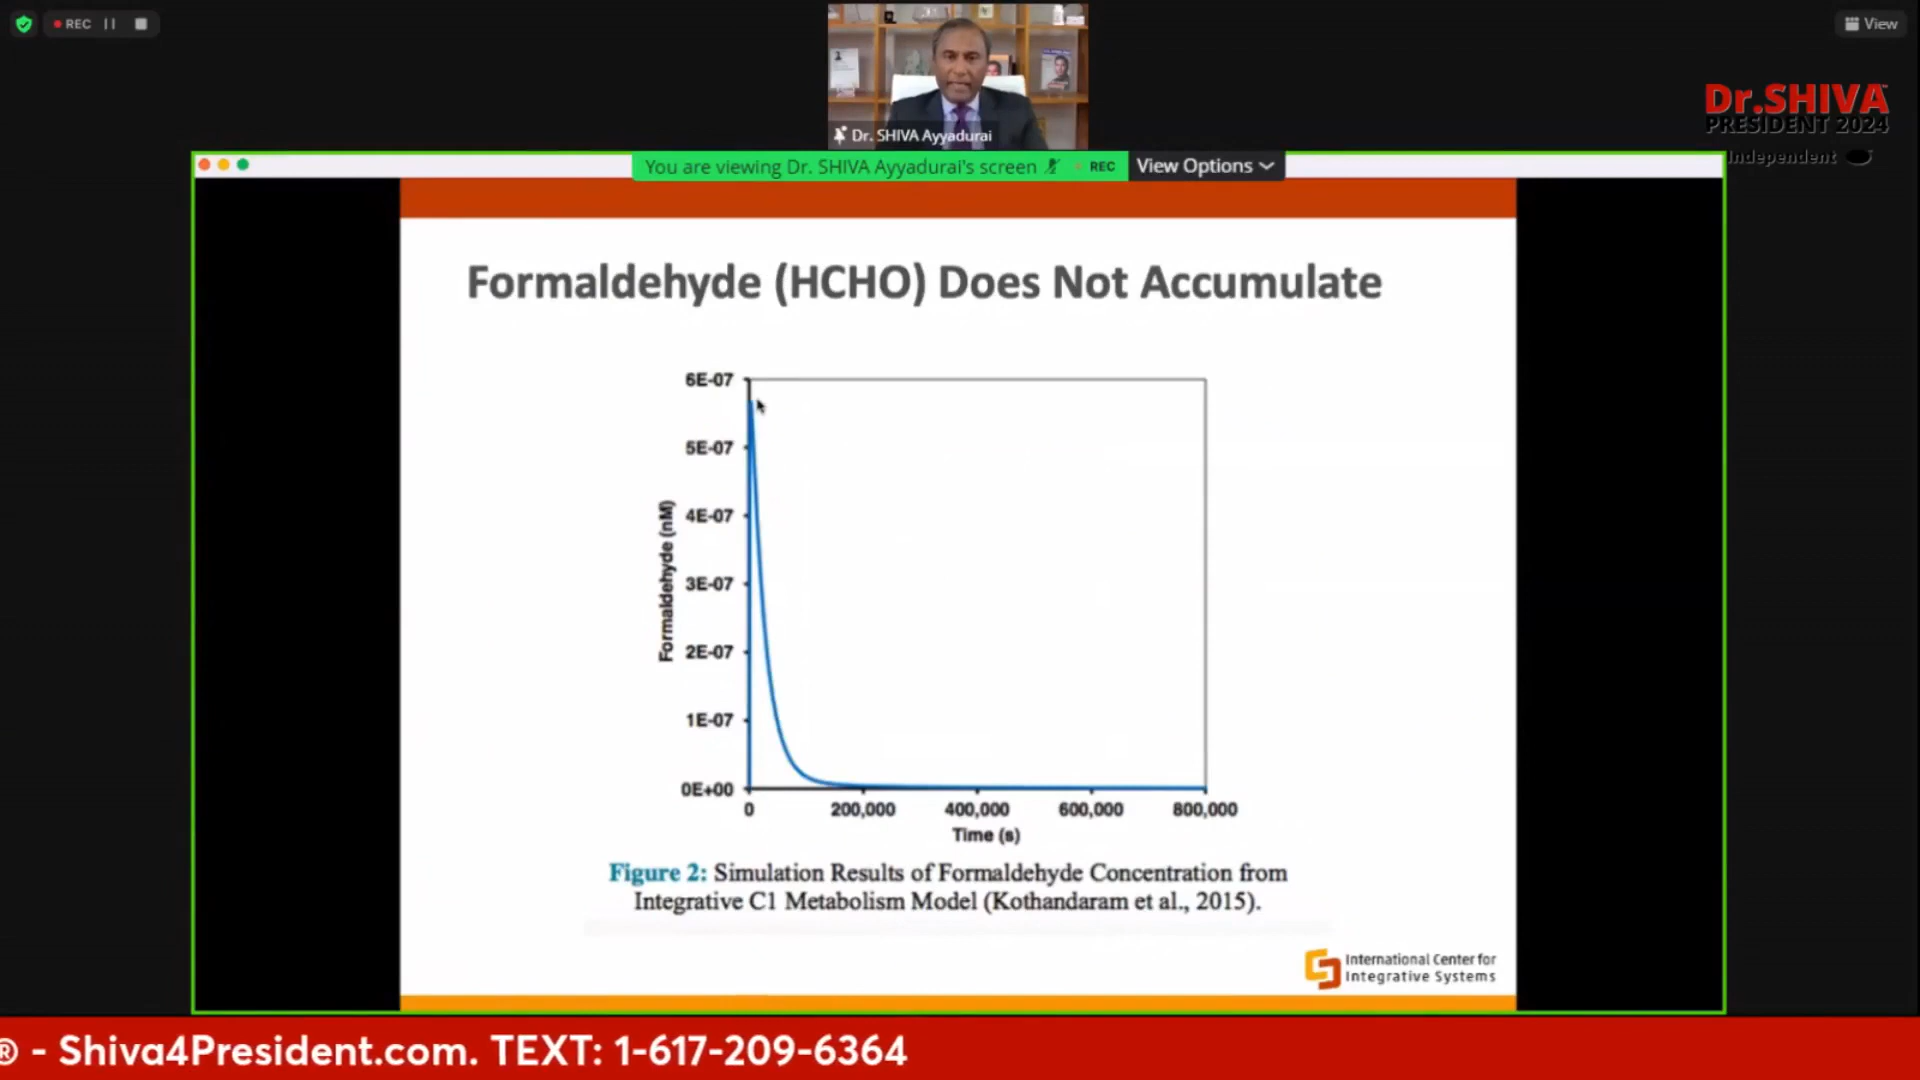 REC
View
Dr.SHIVA
PRESIDENT 2024
Independent
Dr. SHIVA Ayyadurai
You are viewing Dr. SHIVA Ayyadurai's screen
REC
View Options
Formaldehyde (HCHO) Does Not Accumulate
6E-07
5E-07
4E-07
3E-07
2E-07
1E-07
0E+00
Formaldehyde (nM)
0 200,000 400,000 600,000 800,000
Time (s)
Figure 2: Simulation Results of Formaldehyde Concentration from
Integrative C1 Metabolism Model (Kothandaram et al., 2015).
International Center for
Integrative Systems
® - Shiva4President.com. TEXT: 1-617-209-6364